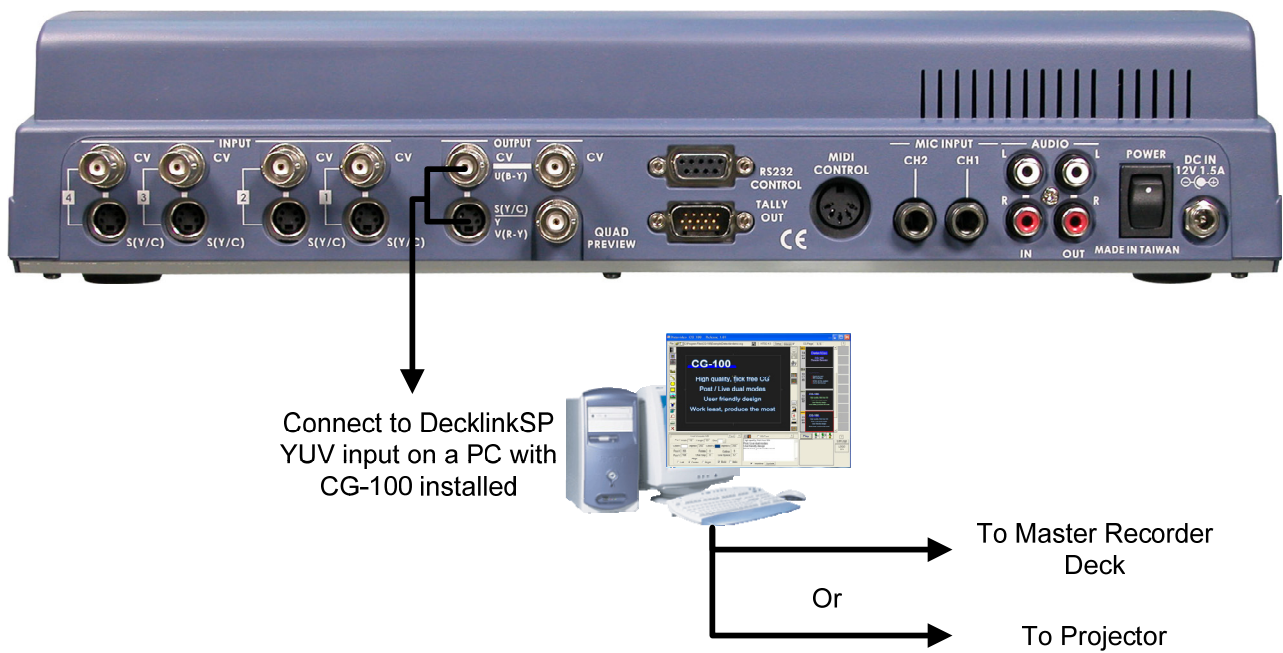 INPUT
CV
CV
CV
CV
4
3
2
1
S(Y/C)
S(Y/C)
S(Y/C)
S(Y/C)
OUTPUT
CV
U(B-Y)
CV
S(Y/C)
Y
V(R-Y)
QUAD
PREVIEW
RS232
CONTROL
TALLY
OUT
MIDI
CONTROL
CE
MIC INPUT
CH2
CH1
AUDIO
L
L
R
R
IN
OUT
POWER
MADE IN TAIWAN
DC IN
12V 1.5A
CG-100
High quality, flick free CG
Post / Live dual modes
User friendly design
Work least, produce the most
Connect to DecklinkSP
YUV input on a PC with
CG-100 installed
To Master Recorder
Deck
Or
To Projector